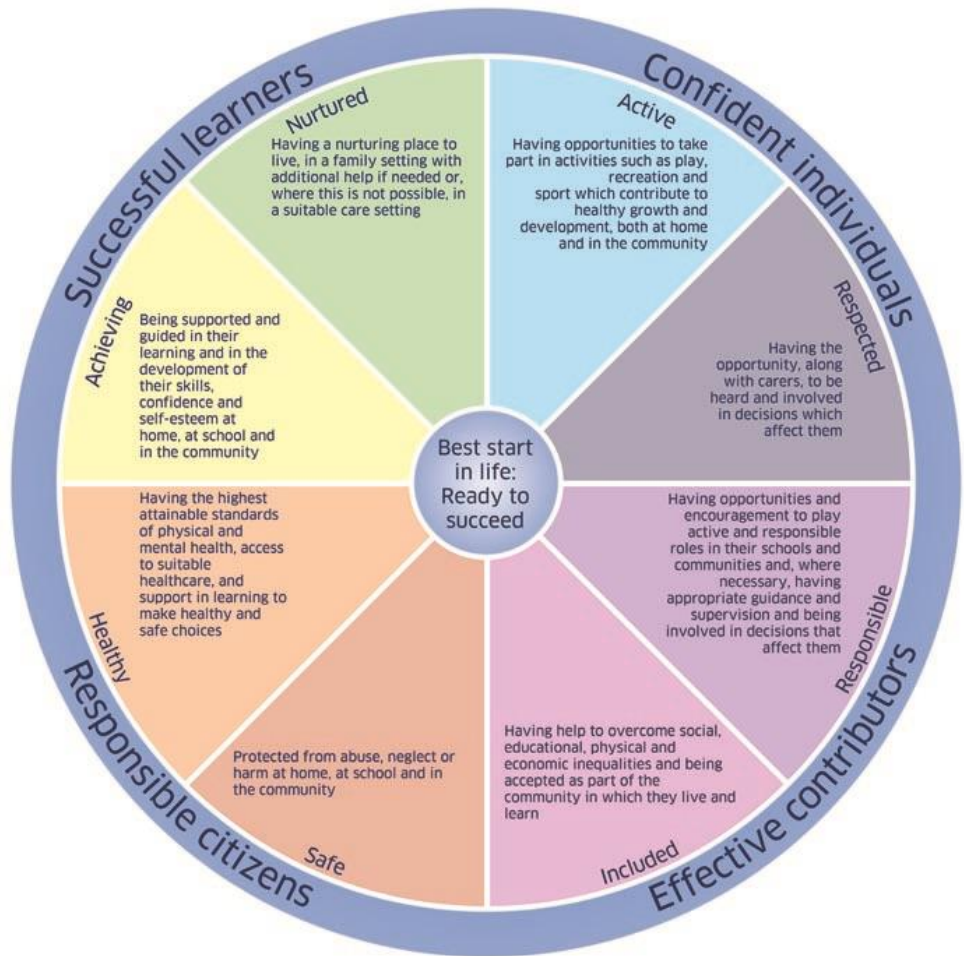 Successful learners
Confident individuals
Nurtured
Having a nurturing place to
live, in a family setting with
additional help if needed or,
where this is not possible, in
a suitable care setting
Active
Having opportunities to take
part in activities such as play,
recreation and
sport which contribute to
healthy growth and
development, both at home
and in the community
Achieving
Being supported and
guided in their
learning and in the
development of
their skills,
confidence and
self-esteem at
home, at school and
in the community
Respected
Having the
opportunity, along
with carers, to be
heard and involved
in decisions which
affect them
Best start
in life:
Ready to
succeed
Healthy
Having the highest
attainable standards
of physical and
mental health, access
to suitable
healthcare, and
support in learning to
make healthy and
safe choices
Responsible
Having opportunities and
encouragement to play
active and responsible
roles in their schools and
communities and, where
necessary, having
appropriate guidance and
supervision and being
involved in decisions that
affect them
Protected from abuse, neglect or
harm at home, at school and in
the community
Safe
Having help to overcome social,
educational, physical and
economic inequalities and being
accepted as part of the
community in which they live and
learn
Included
Responsible citizens
Effective contributors